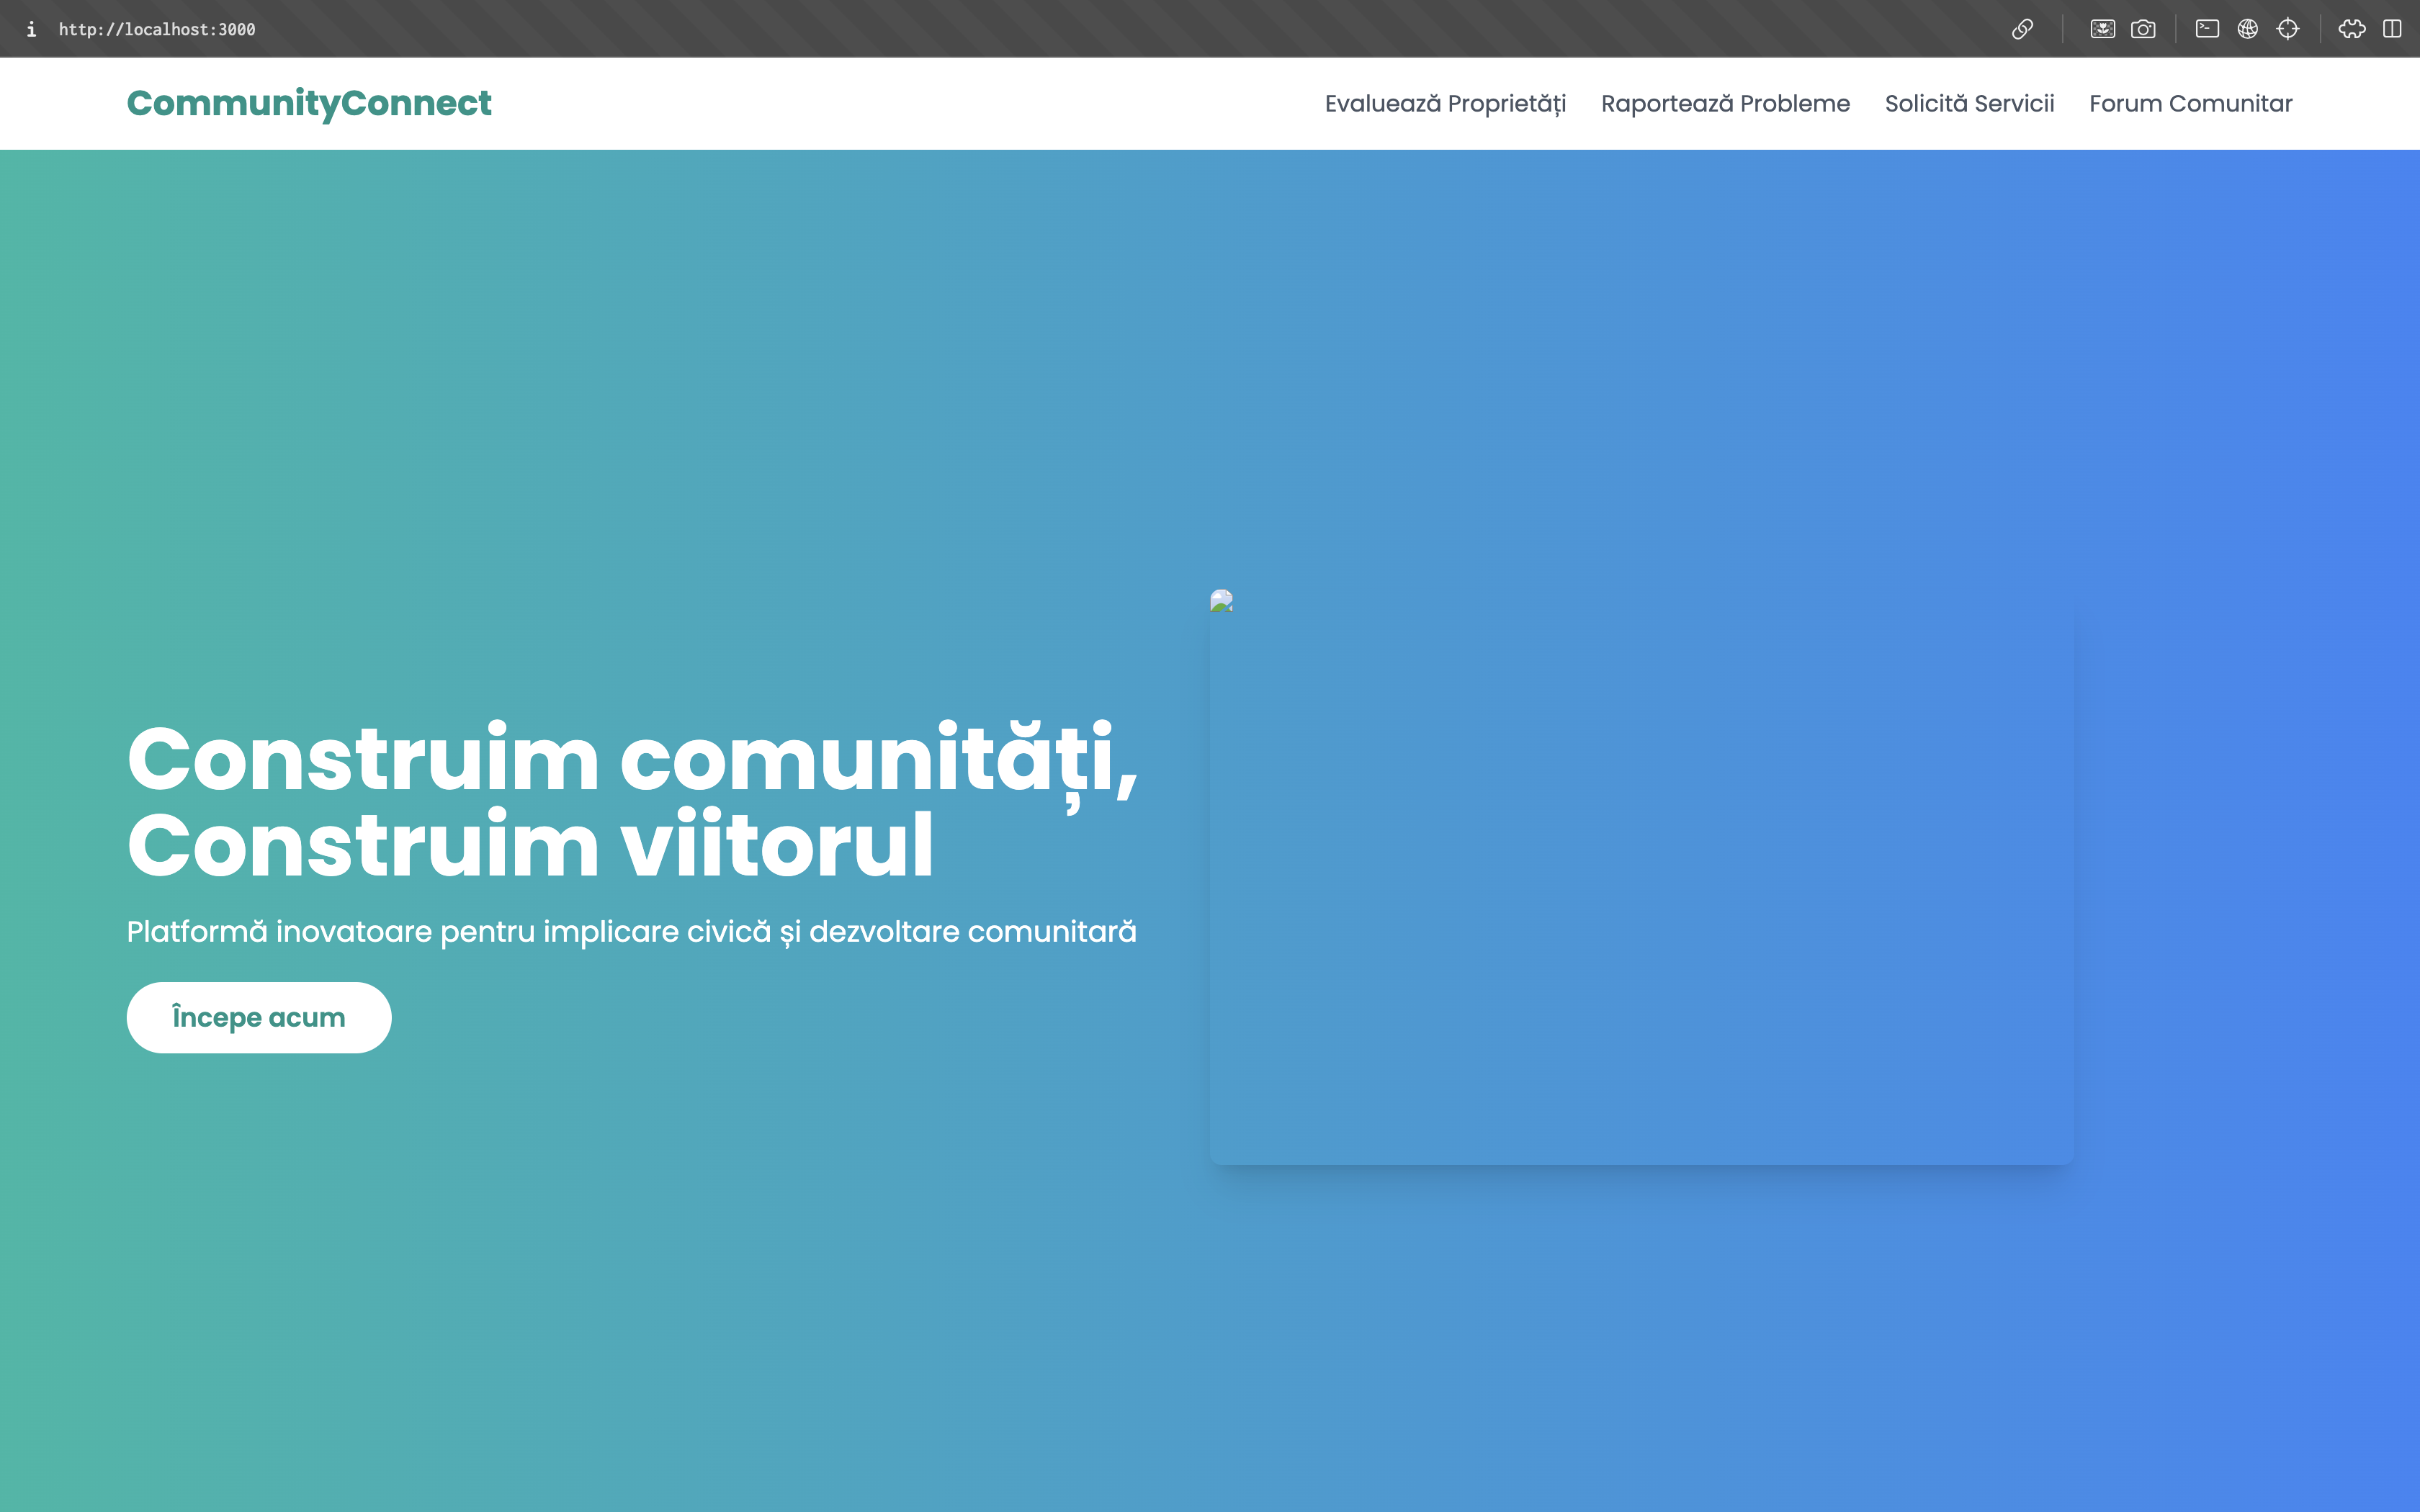 http://localhost:3000
CommunityConnect
Evaluează Proprietăți Raportează Probleme Solicită Servicii Forum Comunitar
Construim comunități,
Construim viitorul
Platformă inovatoare pentru implicare civică și dezvoltare comunitară
Începe acum